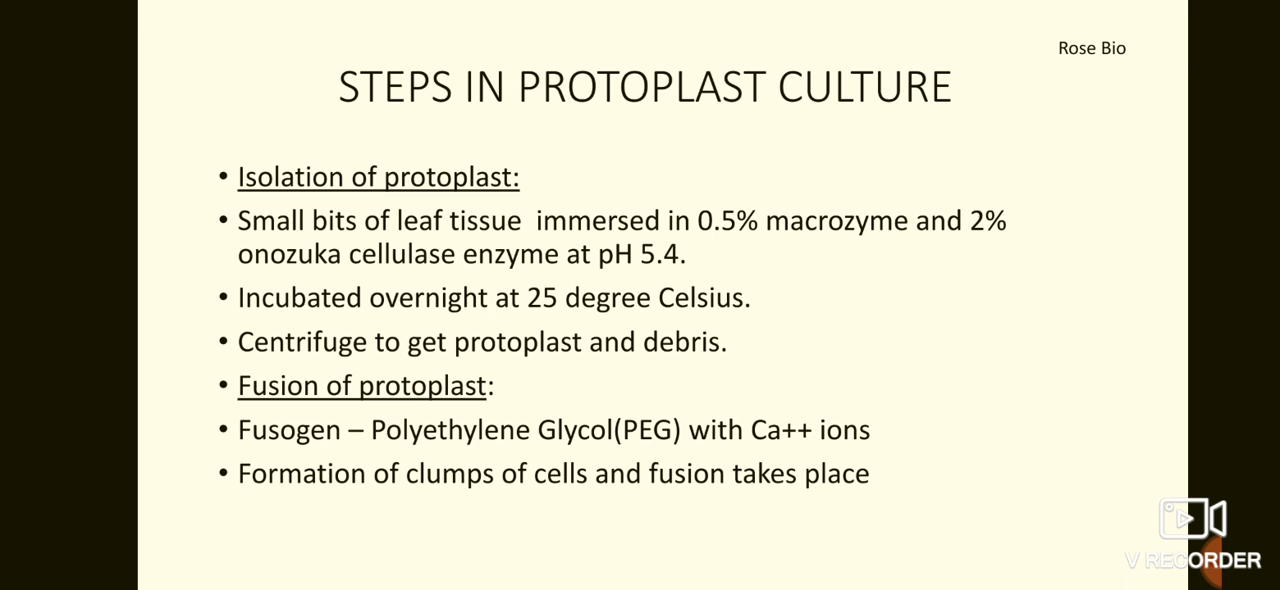 Rose Bio
STEPS IN PROTOPLAST CULTURE
• Isolation of protoplast:
• Small bits of leaf tissue  immersed in 0.5% macrozyme and 2%
onozuka cellulase enzyme at pH 5.4.
• Incubated overnight at 25 degree Celsius.
• Centrifuge to get protoplast and debris.
• Fusion of protoplast:
• Fusogen – Polyethylene Glycol(PEG) with Ca++ ions
• Formation of clumps of cells and fusion takes place
V RECORDER